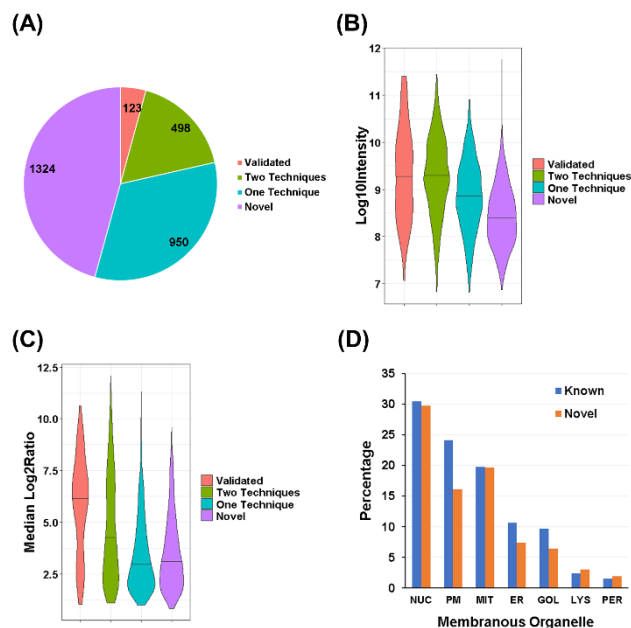 (A)
123
498
950
1324
Validated
Two Techniques
One Technique
Novel
(B)
Log10Intensity
12
11
10
9
8
7
Validated
Two Techniques
One Technique
Novel
(C)
Median Log2Ratio
12.5
10.0
7.5
5.0
2.5
Validated
Two Techniques
One Technique
Novel
(D)
Percentage
35
30
25
20
15
10
5
0
Known
Novel
NUC PM MIT ER GOL LYS PER
Membranous Organelle